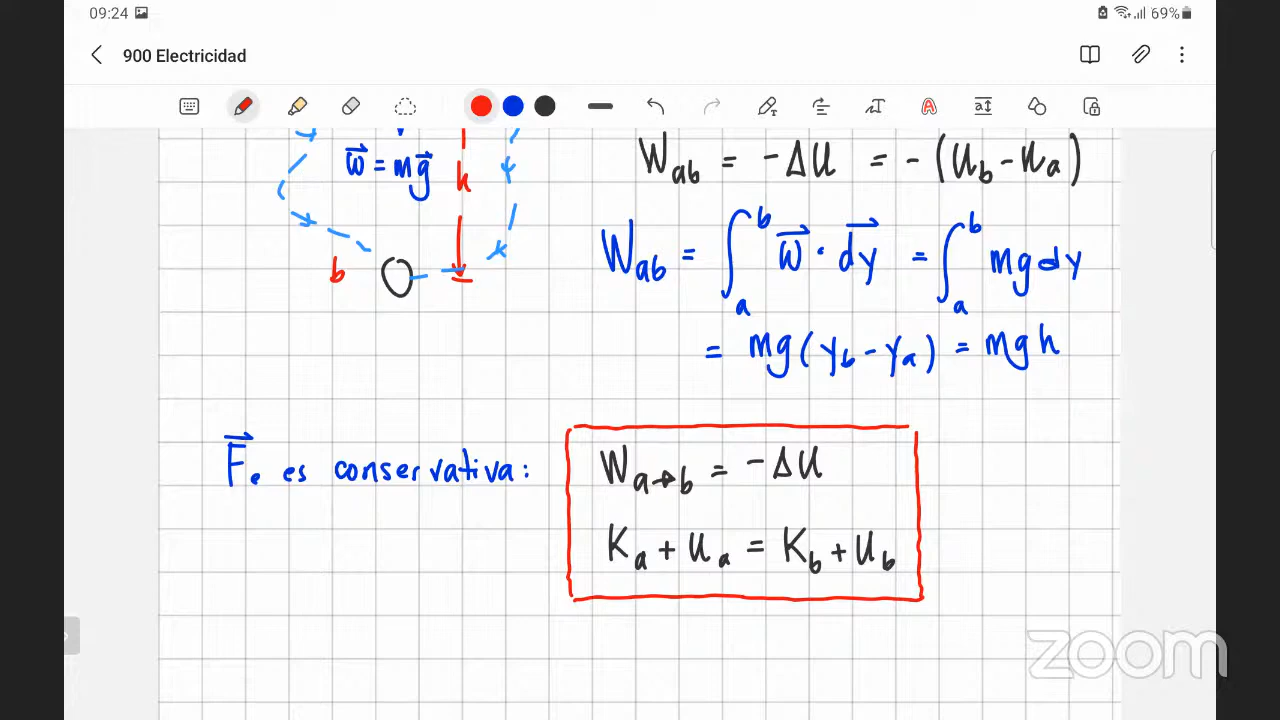 09:24 69%
900 Electricidad
A
w⃗ = mg⃗
h
b
W_ab = -ΔU = -(U_b - U_a)
W_ab = ∫_a^b w⃗ · dy⃗ = ∫_a^b mg dy
= mg(y_b - y_a) = mgh
F⃗_e es conservativa:
W_a→b = -ΔU
K_a + U_a = K_b + U_b
zoom